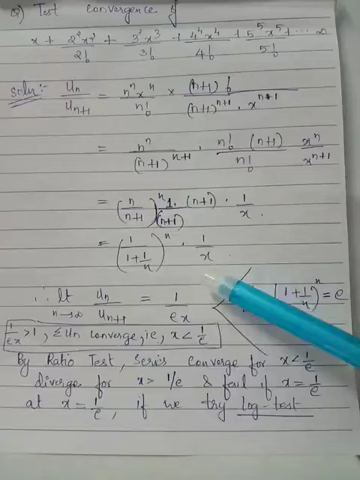 Q) Test convergence of
x + 2²x²/2! + 3³x³/3! + 4⁴x⁴/4! + 5⁵x⁵/5! + ... ∞
Soln:- Un/Un+1 = nⁿxⁿ/n! × (n+1)!/(n+1)ⁿ⁺¹ · xⁿ⁺¹
= nⁿ/(n+1)ⁿ⁺¹ · n! (n+1)/n! · xⁿ/xⁿ⁺¹
= (n/n+1)ⁿ 1/(n+1) · (n+1) · 1/x .
= (1/1+1/n)ⁿ · 1/x .
∴ lt n→∞ Un/Un+1 = 1/ex (1+1/n)ⁿ = e
1/ex >1, ≤Un converge, ie, x < 1/e
By Ratio Test, Series converge for x < 1/e
diverge for x > 1/e & fail if x = 1/e
at x = 1/e, if we try log-test